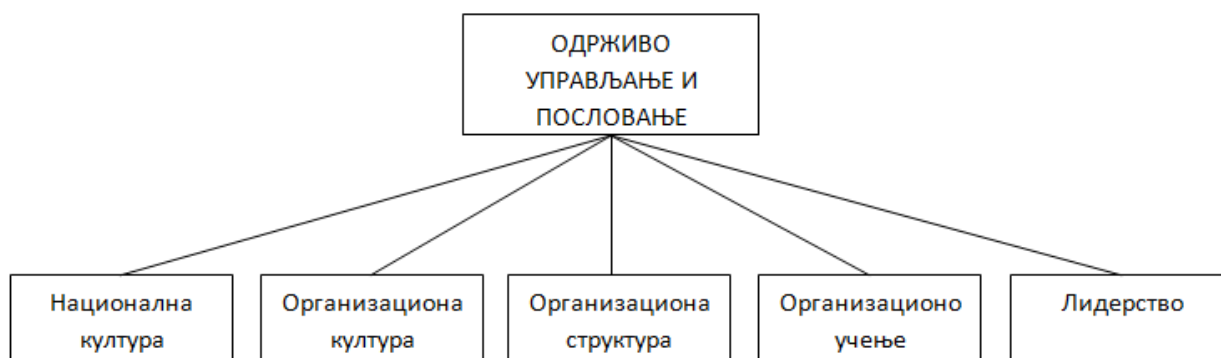 ОДРЖИВО
УПРАВЉАЊЕ И
ПОСЛОВАЊЕ
Национална
култура
Организациона
култура
Организациона
структура
Организационо
учење
Лидерство